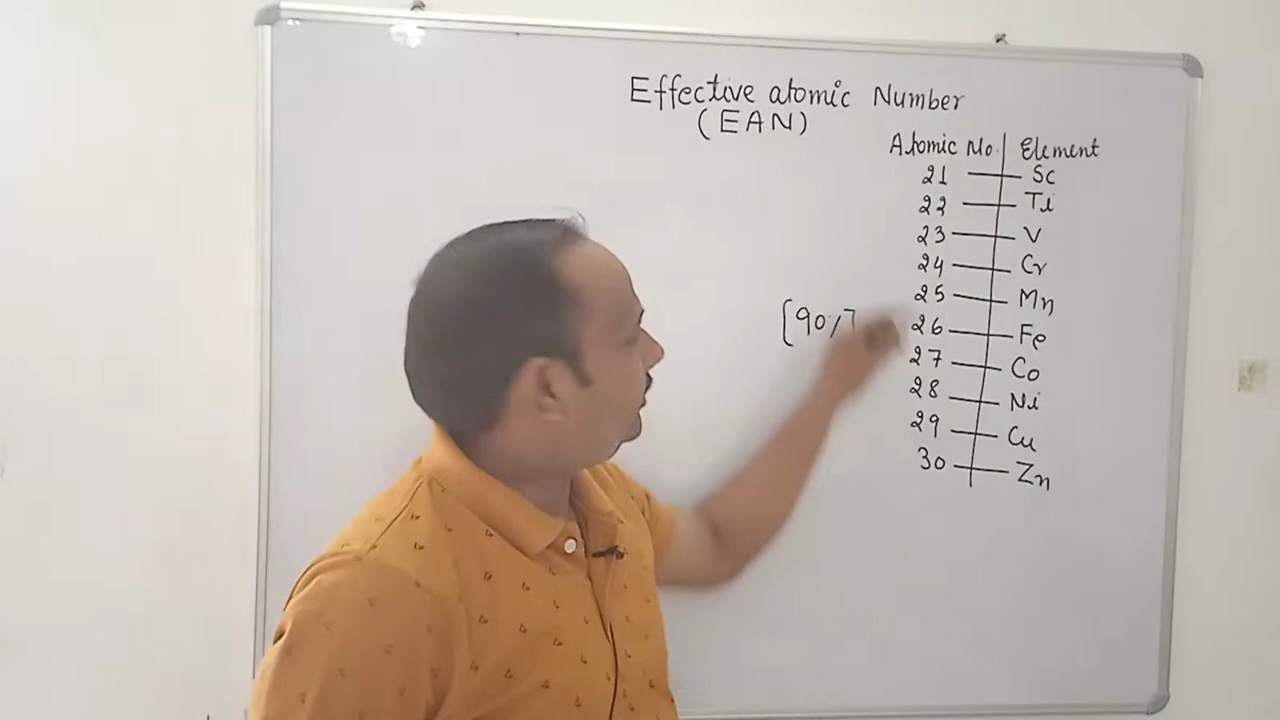 Effective atomic Number
(EAN)
Atomic No. Element
21 Sc
22 Ti
23 V
24 Cr
25 Mn
[90%]
26 Fe
27 Co
28 Ni
29 Cu
30 Zn